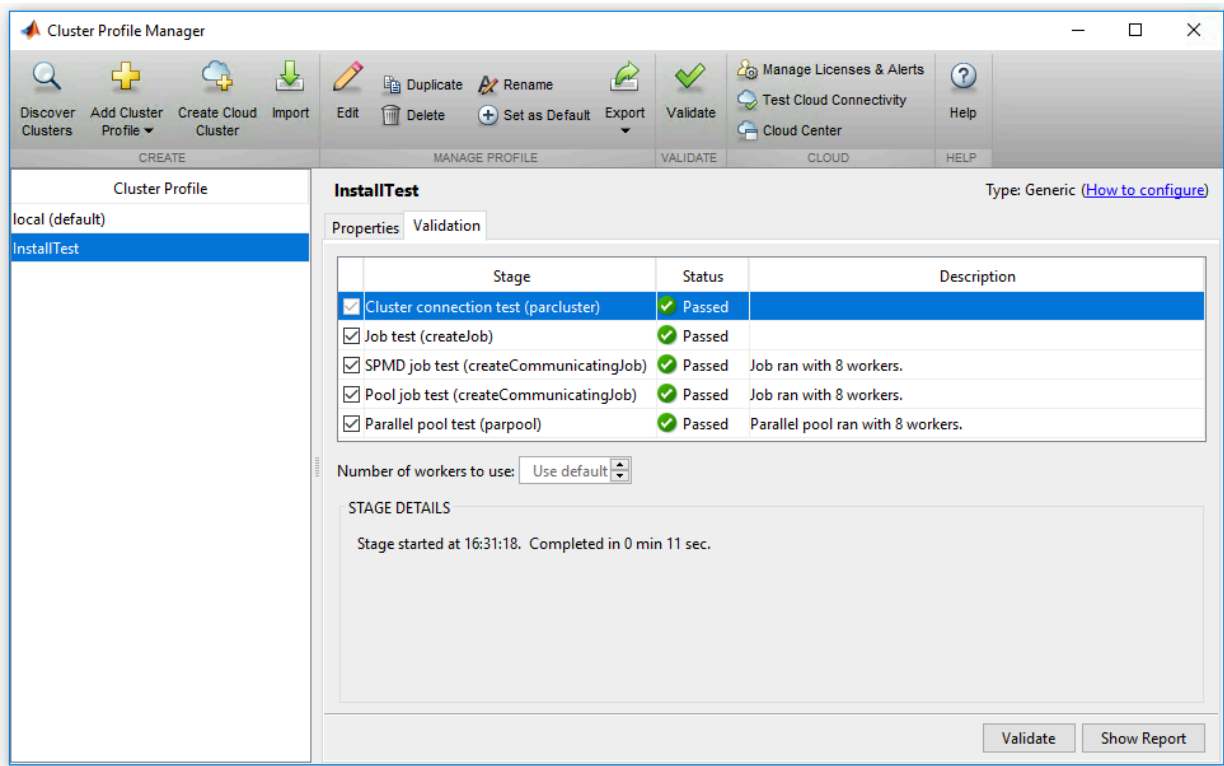 Cluster Profile Manager
Discover Clusters
Add Cluster Profile
Create Cloud Cluster
Import
Edit
Duplicate
Rename
Delete
Set as Default
Export
Validate
Manage Licenses & Alerts
Test Cloud Connectivity
Cloud Center
Help
CREATE
MANAGE PROFILE
VALIDATE
CLOUD
HELP
Cluster Profile
local (default)
InstallTest
InstallTest
Type: Generic (How to configure)
Properties Validation
Stage Status Description
Cluster connection test (parcluster) Passed
Job test (createJob) Passed
SPMD job test (createCommunicatingJob) Passed Job ran with 8 workers.
Pool job test (createCommunicatingJob) Passed Job ran with 8 workers.
Parallel pool test (parpool) Passed Parallel pool ran with 8 workers.
Number of workers to use: Use default
STAGE DETAILS
Stage started at 16:31:18. Completed in 0 min 11 sec.
Validate Show Report